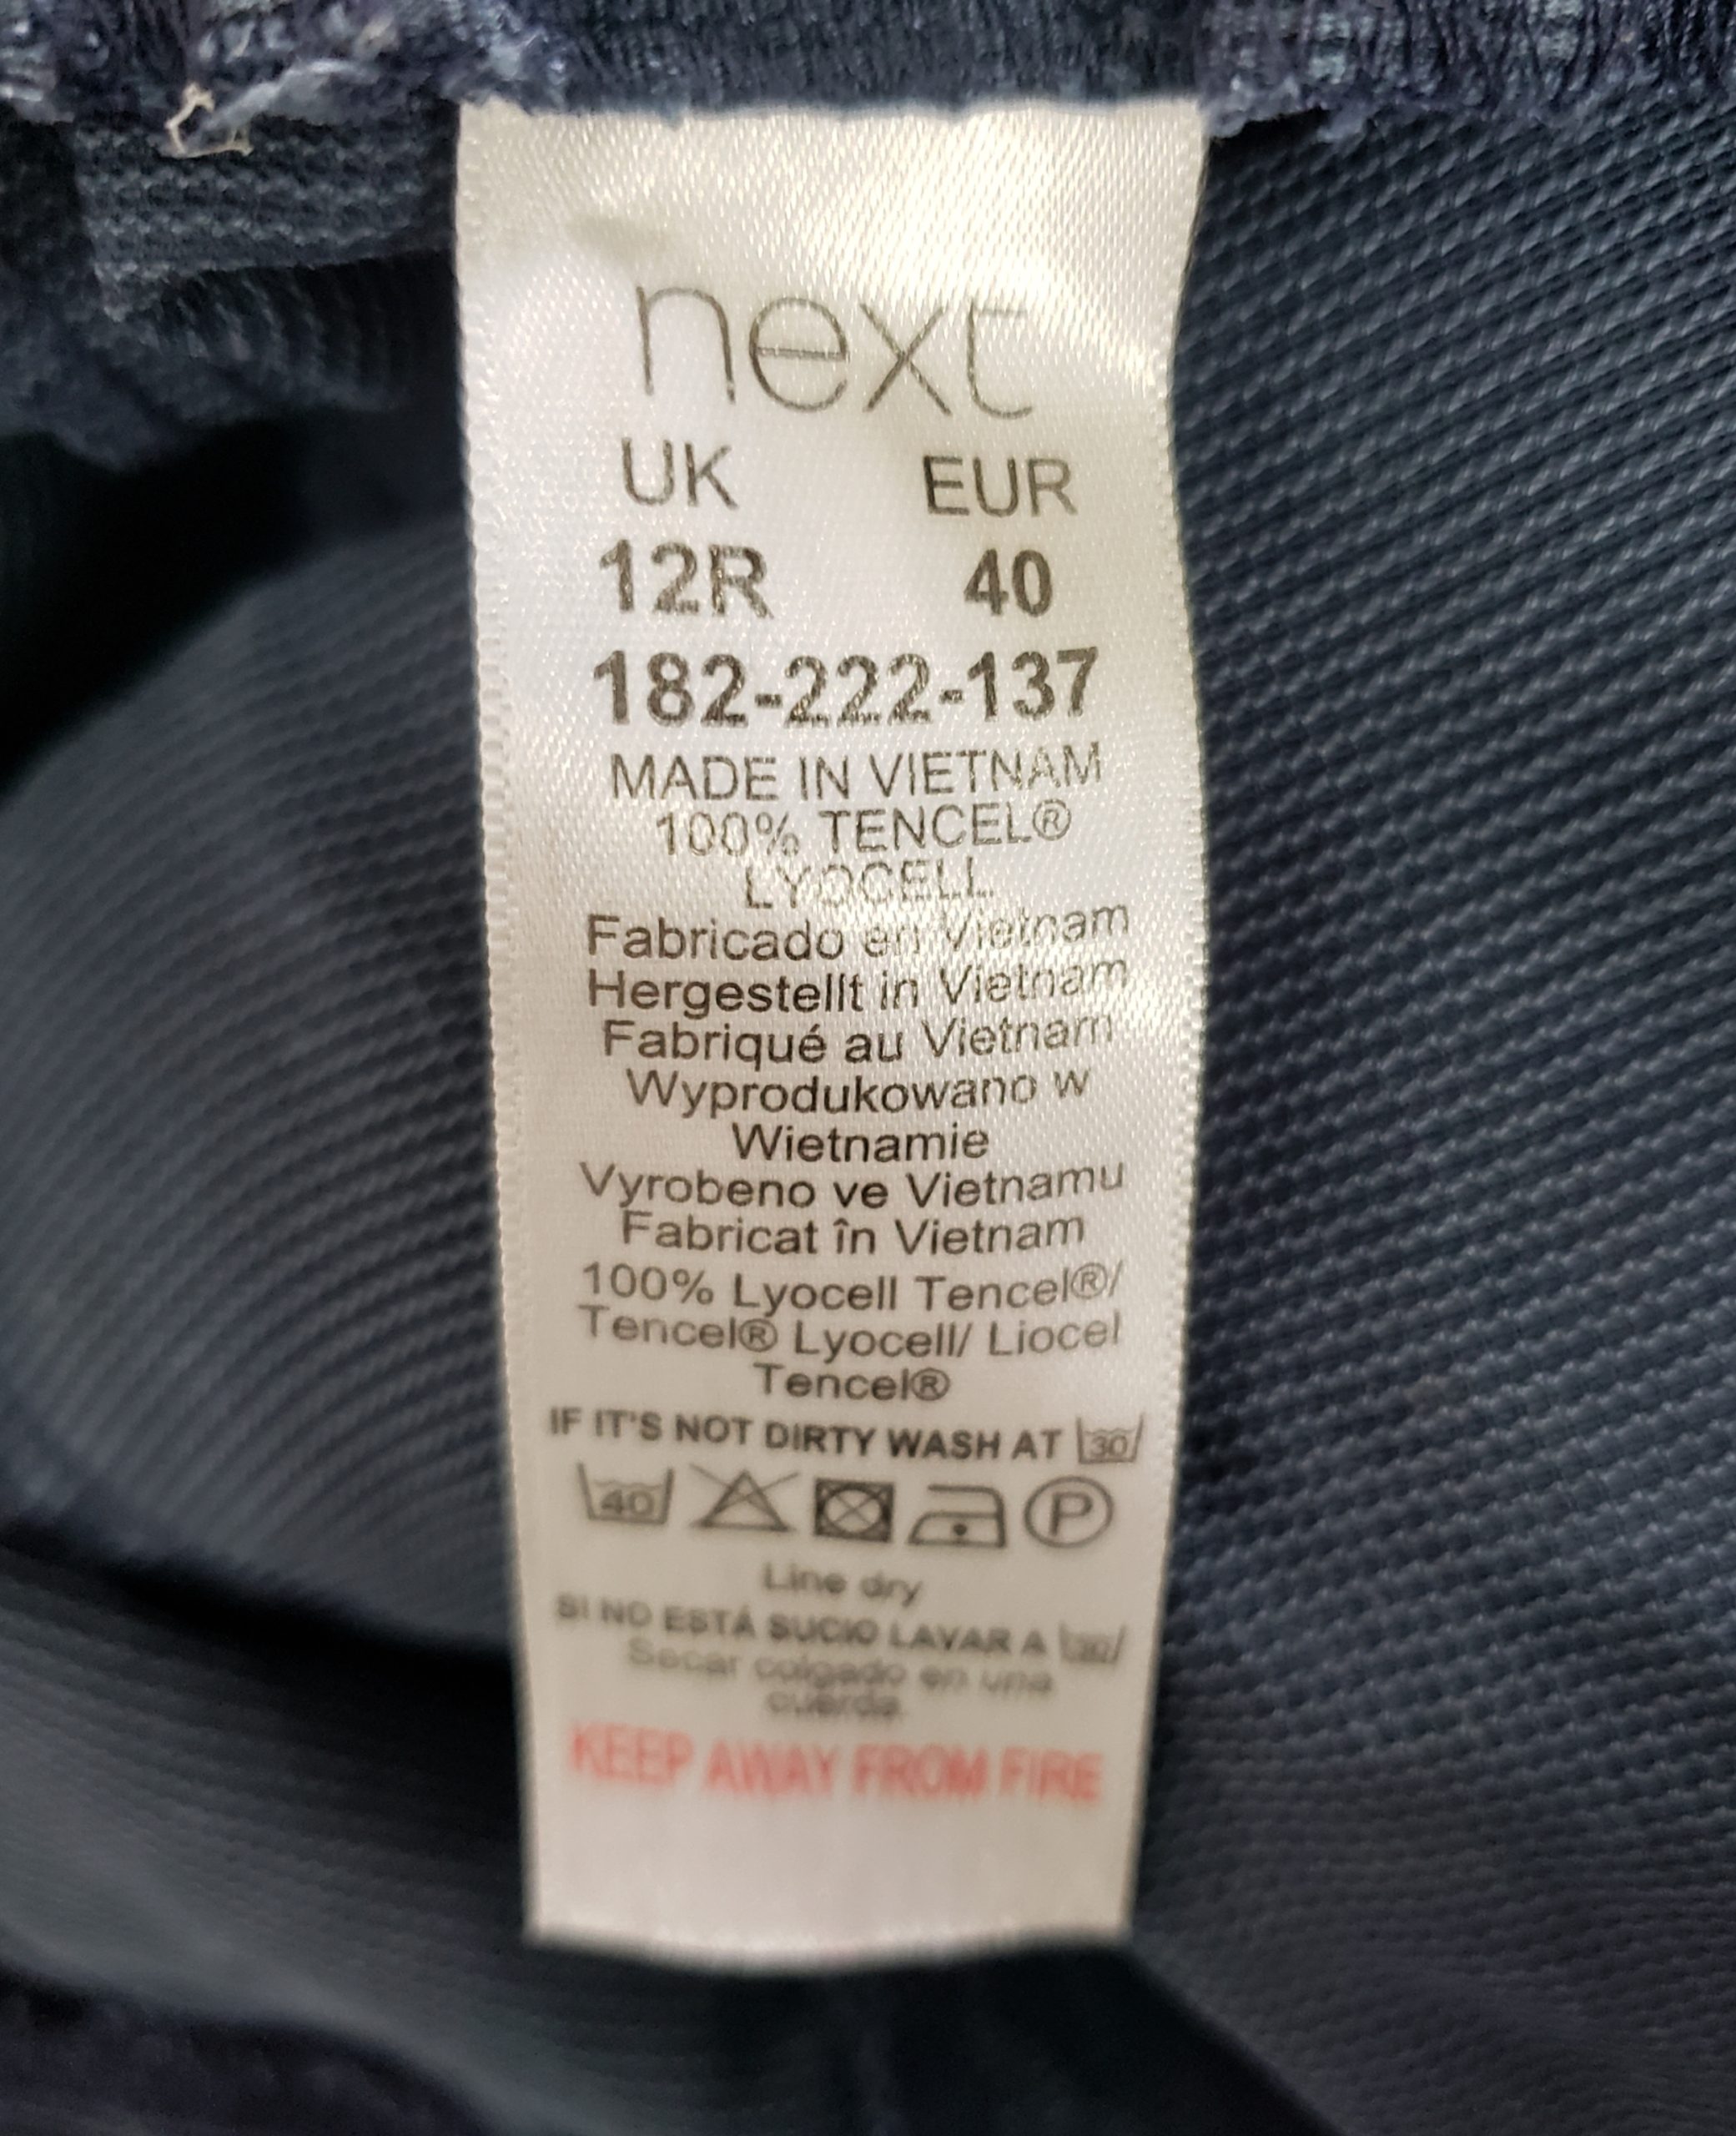 next
UK EUR
12R 40
182-222-137
MADE IN VIETNAM
100% TENCEL®
LYOCELL
Fabricado en Vietnam
Hergestellt in Vietnam
Fabriqué au Vietnam
Wyprodukowano w
Wietnamie
Vyrobeno ve Vietnamu
Fabricat în Vietnam
100% Lyocell Tencel®/
Tencel® Lyocell/ Liocel
Tencel®
IF IT'S NOT DIRTY WASH AT 30
40 P
Line dry
SI NO ESTÁ SUCIO LAVAR A 30
Secar colgado en una
cuerda
KEEP AWAY FROM FIRE